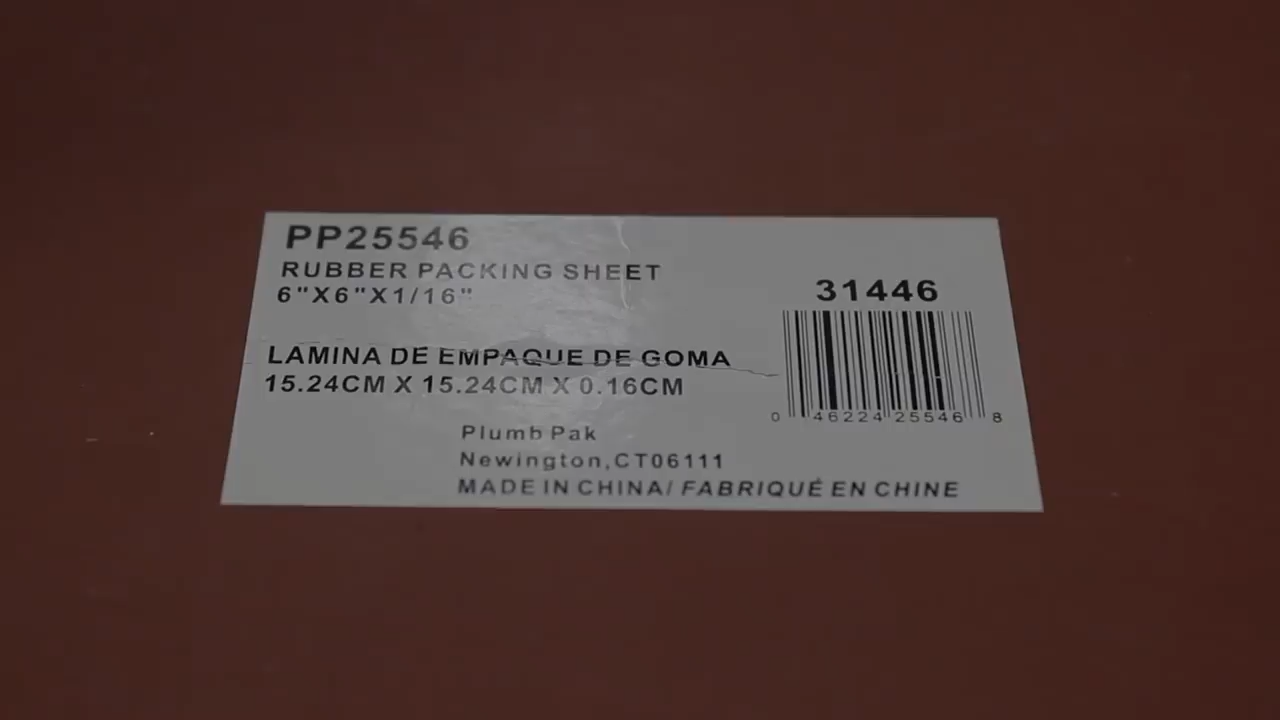 PP25546
RUBBER PACKING SHEET
6"X6"X1/16"
31446
LAMINA DE EMPAQUE DE GOMA
15.24CM X 15.24CM X 0.16CM
0 46224 25546 8
Plumb Pak
Newington,CT06111
MADE IN CHINA/ FABRIQUÉ EN CHINE